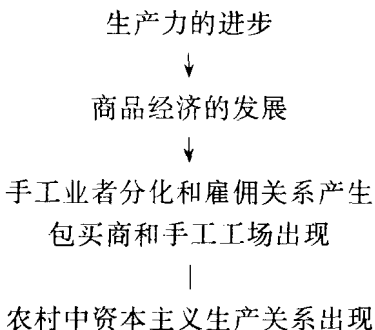 生产力的进步
商品经济的发展
手工业者分化和雇佣关系产生
包买商和手工工场出现
农村中资本主义生产关系出现